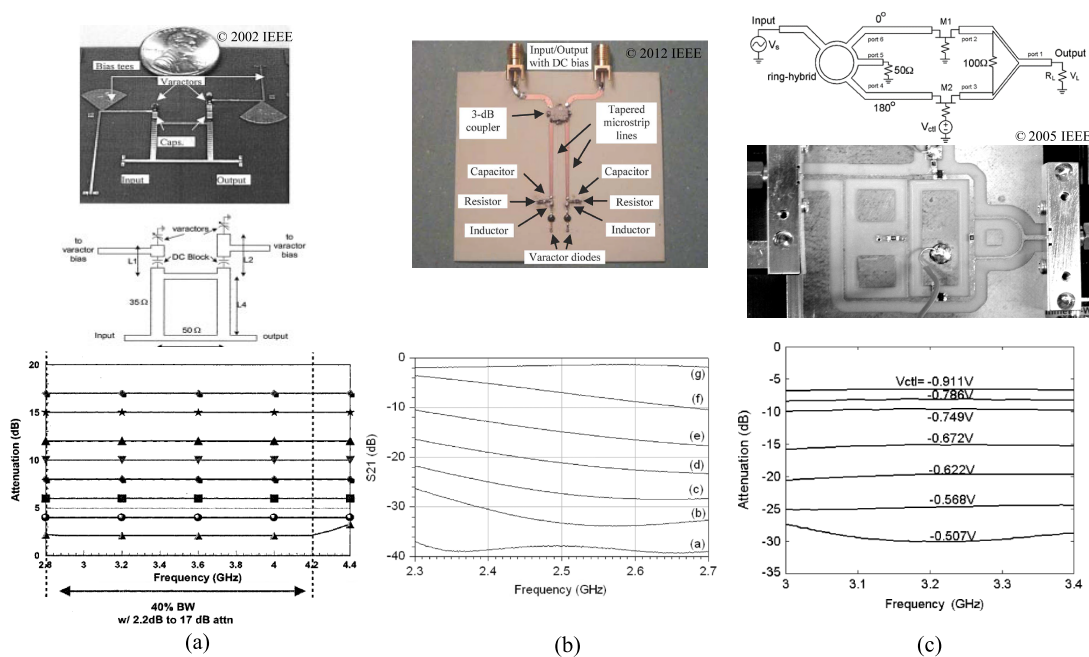 © 2002 IEEE
Bias tees
Varactors
Caps.
Input
Output
varactors
to
varactor
bias
to
varactor
bias
L1
DC Block
L2
35 Ω
L4
50 Ω
Input
output
20
15
10
5
0
Attenuation (dB)
2.8
3.2
3.6
4
4.2
4.4
Frequency (GHz)
40% BW
w/ 2.2dB to 17 dB attn
(a)
© 2012 IEEE
Input/Output
with DC bias
3-dB
coupler
Tapered
microstrip
lines
Capacitor
Capacitor
Resistor
Resistor
Inductor
Inductor
Varactor diodes
0
-10
-20
-30
-40
S21 (dB)
(g)
(f)
(e)
(d)
(c)
(b)
(a)
2.3
2.4
2.5
2.6
2.7
Frequency (GHz)
(b)
Input
0°
M1
Vs
port 6
port 2
port 5
50Ω
100Ω
port 1
Output
ring-hybrid
port 4
M2
port 3
RL
VL
180°
Vctl
© 2005 IEEE
0
-5
-10
-15
-20
-25
-30
-35
Attenuation (dB)
Vctl= -0.911V
-0.786V
-0.749V
-0.672V
-0.622V
-0.568V
-0.507V
3
3.1
3.2
3.3
3.4
Frequency (GHz)
(c)